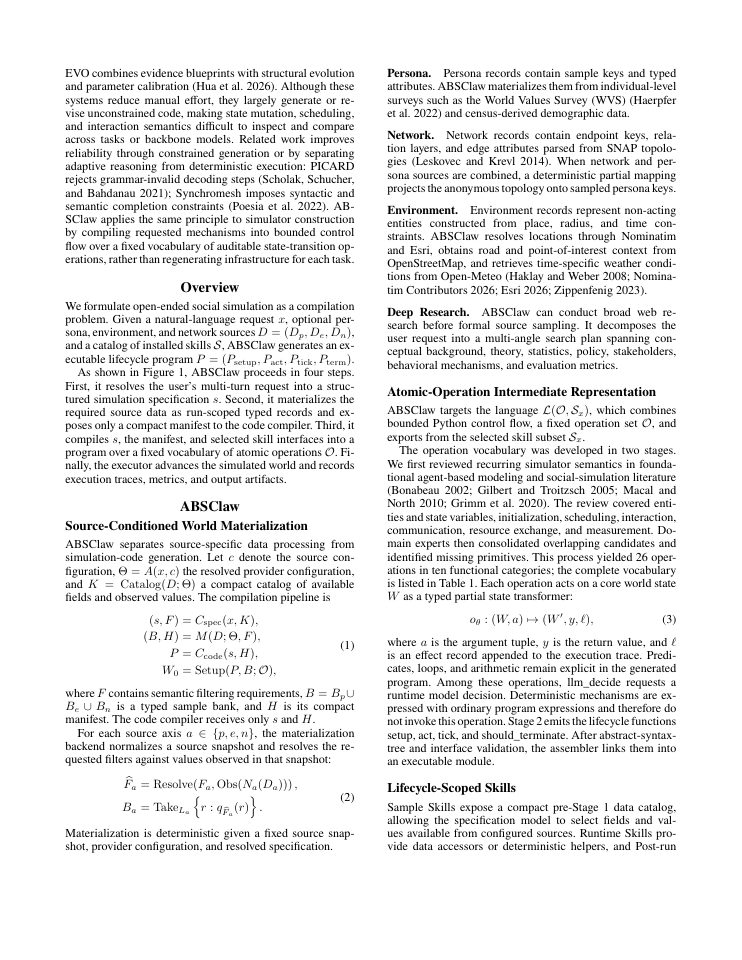 EVO combines evidence blueprints with structural evolution
and parameter calibration (Hua et al. 2026). Although these
systems reduce manual effort, they largely generate or re-
vise unconstrained code, making state mutation, scheduling,
and interaction semantics difficult to inspect and compare
across tasks or backbone models. Related work improves
reliability through constrained generation or by separating
adaptive reasoning from deterministic execution: PICARD
rejects grammar-invalid decoding steps (Scholak, Schucher,
and Bahdanau 2021); Synchromesh imposes syntactic and
semantic completion constraints (Poesia et al. 2022). AB-
SClaw applies the same principle to simulator construction
by compiling requested mechanisms into bounded control
flow over a fixed vocabulary of auditable state-transition op-
erations, rather than regenerating infrastructure for each task.
Overview
We formulate open-ended social simulation as a compilation
problem. Given a natural-language request x, optional per-
sona, environment, and network sources D = (Dp, De, Dn),
and a catalog of installed skills S, ABSClaw generates an ex-
ecutable lifecycle program P = (Psetup, Pact, Ptick, Pterm).
As shown in Figure 1, ABSClaw proceeds in four steps.
First, it resolves the user's multi-turn request into a struc-
tured simulation specification s. Second, it materializes the
required source data as run-scoped typed records and ex-
poses only a compact manifest to the code compiler. Third, it
compiles s, the manifest, and selected skill interfaces into a
program over a fixed vocabulary of atomic operations O. Fi-
nally, the executor advances the simulated world and records
execution traces, metrics, and output artifacts.
ABSClaw
Source-Conditioned World Materialization
ABSClaw separates source-specific data processing from
simulation-code generation. Let c denote the source con-
figuration, Θ = A(x, c) the resolved provider configuration,
and K = Catalog(D; Θ) a compact catalog of available
fields and observed values. The compilation pipeline is
(s, F) = Cspec(x, K),
(B, H) = M(D; Θ, F),
P = Ccode(s, H),
W0 = Setup(P, B; O),
(1)
where F contains semantic filtering requirements, B = Bp ∪
Be ∪ Bn is a typed sample bank, and H is its compact
manifest. The code compiler receives only s and H.
For each source axis a ∈ {p, e, n}, the materialization
backend normalizes a source snapshot and resolves the re-
quested filters against values observed in that snapshot:
F̂a = Resolve(Fa, Obs(Na(Da))),
Ba = TakeLa {r : qF̂a(r)}.
(2)
Materialization is deterministic given a fixed source snap-
shot, provider configuration, and resolved specification.
Persona. Persona records contain sample keys and typed
attributes. ABSClaw materializes them from individual-level
surveys such as the World Values Survey (WVS) (Haerpfer
et al. 2022) and census-derived demographic data.
Network. Network records contain endpoint keys, rela-
tion layers, and edge attributes parsed from SNAP topolo-
gies (Leskovec and Krevl 2014). When network and per-
sona sources are combined, a deterministic partial mapping
projects the anonymous topology onto sampled persona keys.
Environment. Environment records represent non-acting
entities constructed from place, radius, and time con-
straints. ABSClaw resolves locations through Nominatim
and Esri, obtains road and point-of-interest context from
OpenStreetMap, and retrieves time-specific weather condi-
tions from Open-Meteo (Haklay and Weber 2008; Nomina-
tim Contributors 2026; Esri 2026; Zippenfenig 2023).
Deep Research. ABSClaw can conduct broad web re-
search before formal source sampling. It decomposes the
user request into a multi-angle search plan spanning con-
ceptual background, theory, statistics, policy, stakeholders,
behavioral mechanisms, and evaluation metrics.
Atomic-Operation Intermediate Representation
ABSClaw targets the language L(O, Sx), which combines
bounded Python control flow, a fixed operation set O, and
exports from the selected skill subset Sx.
The operation vocabulary was developed in two stages.
We first reviewed recurring simulator semantics in founda-
tional agent-based modeling and social-simulation literature
(Bonabeau 2002; Gilbert and Troitzsch 2005; Macal and
North 2010; Grimm et al. 2020). The review covered enti-
ties and state variables, initialization, scheduling, interaction,
communication, resource exchange, and measurement. Do-
main experts then consolidated overlapping candidates and
identified missing primitives. This process yielded 26 oper-
ations in ten functional categories; the complete vocabulary
is listed in Table 1. Each operation acts on a core world state
W as a typed partial state transformer:
oθ : (W, a) ↦ (W′, y, ℓ),
(3)
where a is the argument tuple, y is the return value, and ℓ
is an effect record appended to the execution trace. Predi-
cates, loops, and arithmetic remain explicit in the generated
program. Among these operations, llm_decide requests a
runtime model decision. Deterministic mechanisms are ex-
pressed with ordinary program expressions and therefore do
not invoke this operation. Stage 2 emits the lifecycle functions
setup, act, tick, and should_terminate. After abstract-syntax-
tree and interface validation, the assembler links them into
an executable module.
Lifecycle-Scoped Skills
Sample Skills expose a compact pre-Stage 1 data catalog,
allowing the specification model to select fields and val-
ues available from configured sources. Runtime Skills pro-
vide data accessors or deterministic helpers, and Post-run